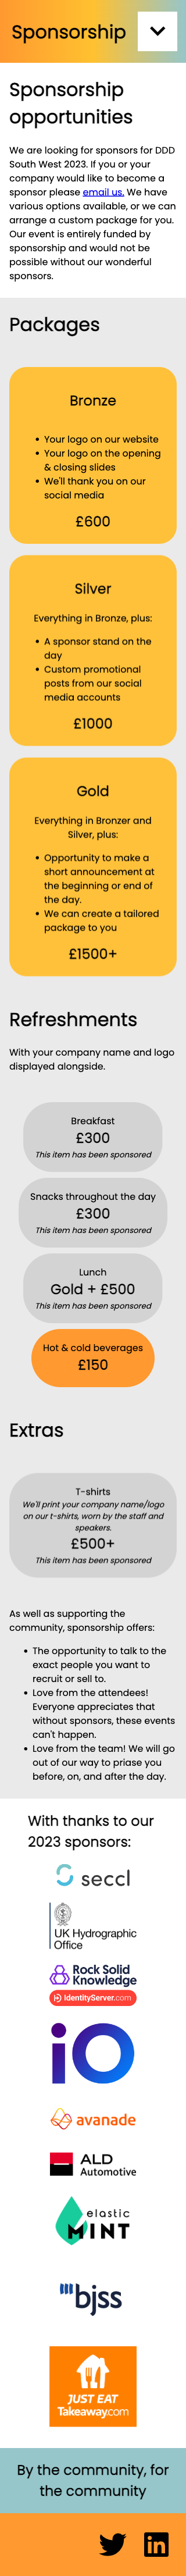 Sponsorship
Sponsorship
opportunities
We are looking for sponsors for DDD
South West 2023. If you or your
company would like to become a
sponsor please email us. We have
various options available, or we can
arrange a custom package for you.
Our event is entirely funded by
sponsorship and would not be
possible without our wonderful
sponsors.
Packages
Bronze
• Your logo on our website
• Your logo on the opening
& closing slides
• We'll thank you on our
social media
£600
Silver
Everything in Bronze, plus:
• A sponsor stand on the
day
• Custom promotional
posts from our social
media accounts
£1000
Gold
Everything in Bronzer and
Silver, plus:
• Opportunity to make a
short announcement at
the beginning or end of
the day.
• We can create a tailored
package to you
£1500+
Refreshments
With your company name and logo
displayed alongside.
Breakfast
£300
This item has been sponsored
Snacks throughout the day
£300
This item has been sponsored
Lunch
Gold + £500
This item has been sponsored
Hot & cold beverages
£150
Extras
T-shirts
We'll print your company name/logo
on our t-shirts, worn by the staff and
speakers.
£500+
This item has been sponsored
As well as supporting the
community, sponsorship offers:
• The opportunity to talk to the
exact people you want to
recruit or sell to.
• Love from the attendees!
Everyone appreciates that
without sponsors, these events
can't happen.
• Love from the team! We will go
out of our way to priase you
before, on, and after the day.
With thanks to our
2023 sponsors:
seccl
UK Hydrographic
Office
Rock Solid
Knowledge
IdentityServer.com
iO
avanade
ALD
Automotive
elastic
MINT
bjss
JUST EAT
Takeaway.com
By the community, for
the community
in